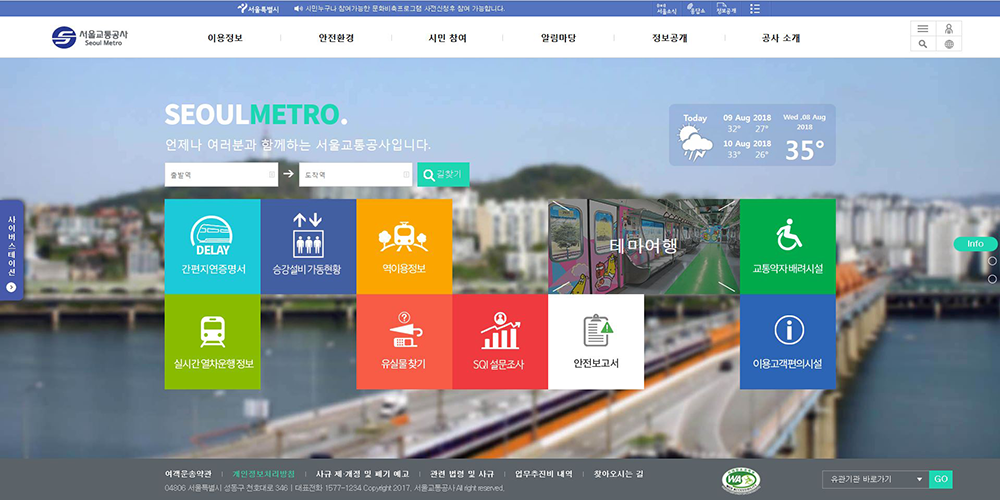 서울특별시
시민누구나 참여가능한 문화비축프로그램 사전신청후 참여 가능합니다.
서울소식 응답소 정보공개
서울교통공사
Seoul Metro
이용정보 안전환경 시민 참여 알림마당 정보공개 공사 소개
SEOULMETRO.
언제나 여러분과 함께하는 서울교통공사입니다.
출발역 도착역 길찾기
Today
09 Aug 2018
32° 27°
10 Aug 2018
33° 26°
Wed ,08 Aug
2018
35°
사이버스테이션
DELAY
간편지연증명서
승강설비 가동현황
역이용정보
테마여행
교통약자 배려시설
Info
실시간 열차운행 정보
유실물 찾기
SQI 설문조사
안전보고서
이용고객편의시설
여객운송약관 개인정보처리방침 사규 제·개정 및 폐기 예고 관련 법령 및 사규 업무추진비 내역 찾아오시는 길
04806 서울특별시 성동구 천호대로 346 | 대표전화 1577-1234 Copyright 2017. 서울교통공사 All right reserved.
WA
유관기관 바로가기
GO